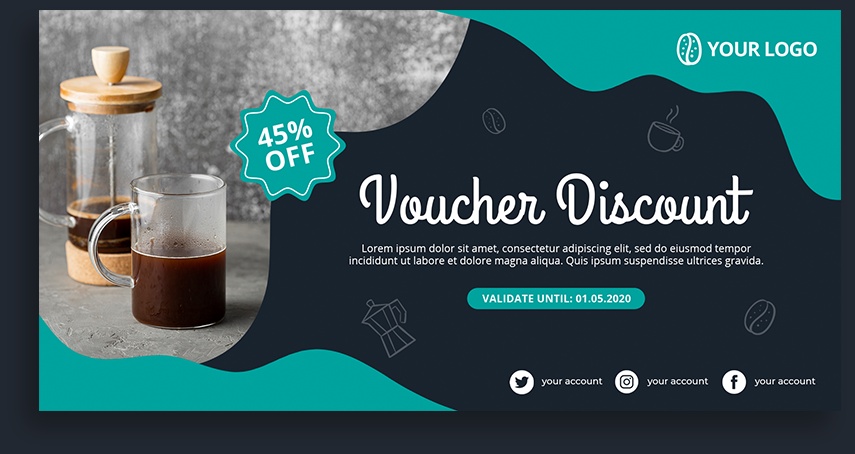 YOUR LOGO
45%
OFF
Voucher Discount
Lorem ipsum dolor sit amet, consectetur adipiscing elit, sed do eiusmod tempor
incididunt ut labore et dolore magna aliqua. Quis ipsum suspendisse ultrices gravida.
VALIDATE UNTIL: 01.05.2020
your account
your account
your account